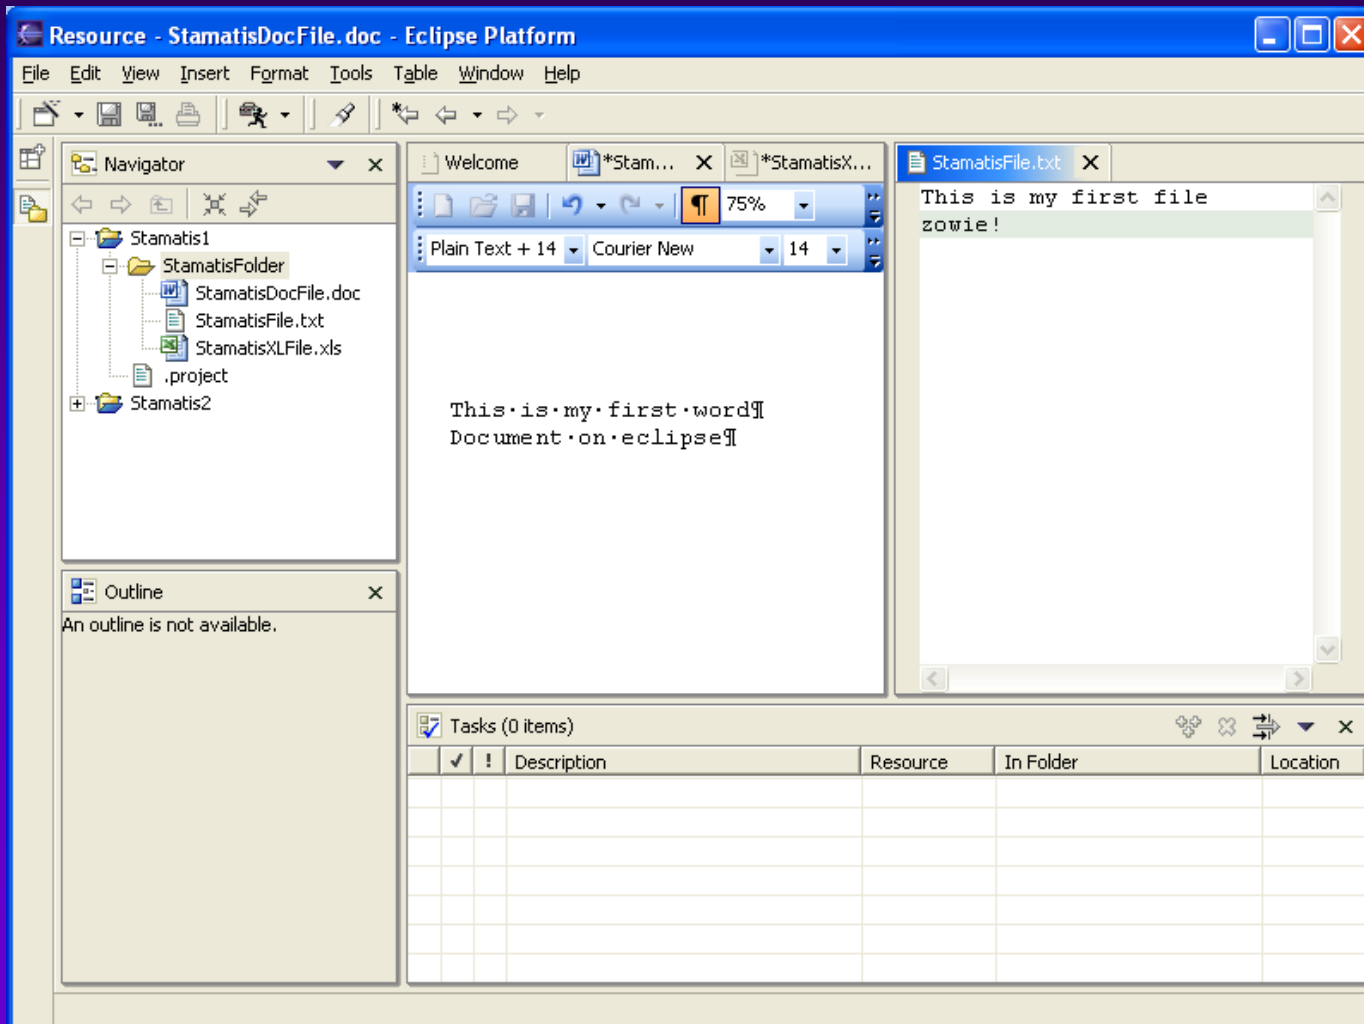 Resource - StamatisDocFile.doc - Eclipse Platform
File Edit View Insert Format Tools Table Window Help
Navigator
Stamatis1
StamatisFolder
StamatisDocFile.doc
StamatisFile.txt
StamatisXLFile.xls
.project
Stamatis2
Outline
An outline is not available.
Welcome *Stam... *StamatisX...
75%
Plain Text + 14 Courier New 14
This·is·my·first·word¶
Document·on·eclipse¶
StamatisFile.txt
This is my first file
zowie!
Tasks (0 items)
! Description Resource In Folder Location